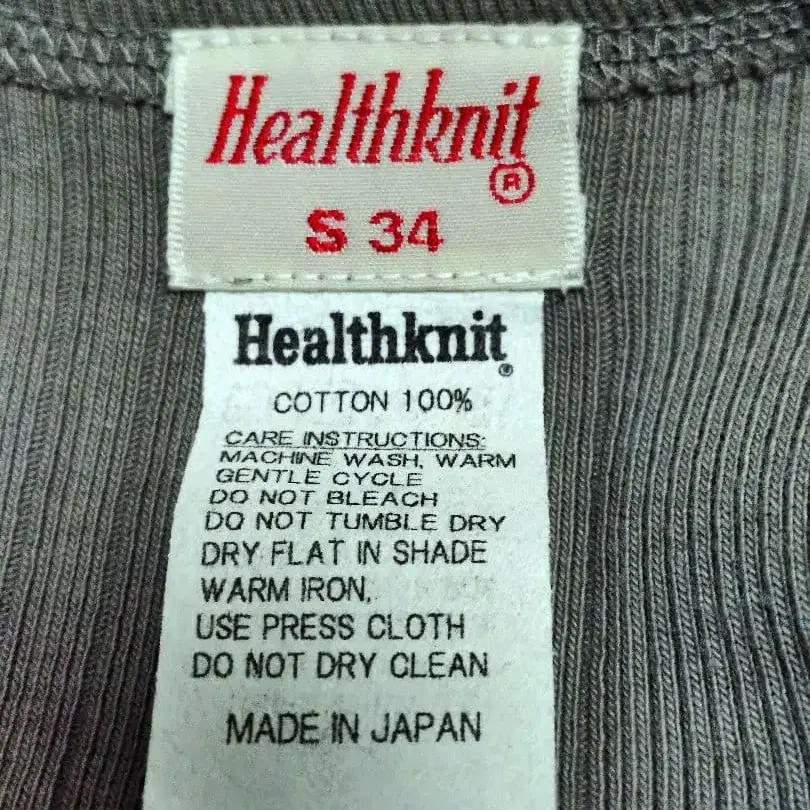 Healthknit
®
S 34
Healthknit®
COTTON 100%
CARE INSTRUCTIONS:
MACHINE WASH, WARM
GENTLE CYCLE
DO NOT BLEACH
DO NOT TUMBLE DRY
DRY FLAT IN SHADE
WARM IRON,
USE PRESS CLOTH
DO NOT DRY CLEAN
MADE IN JAPAN